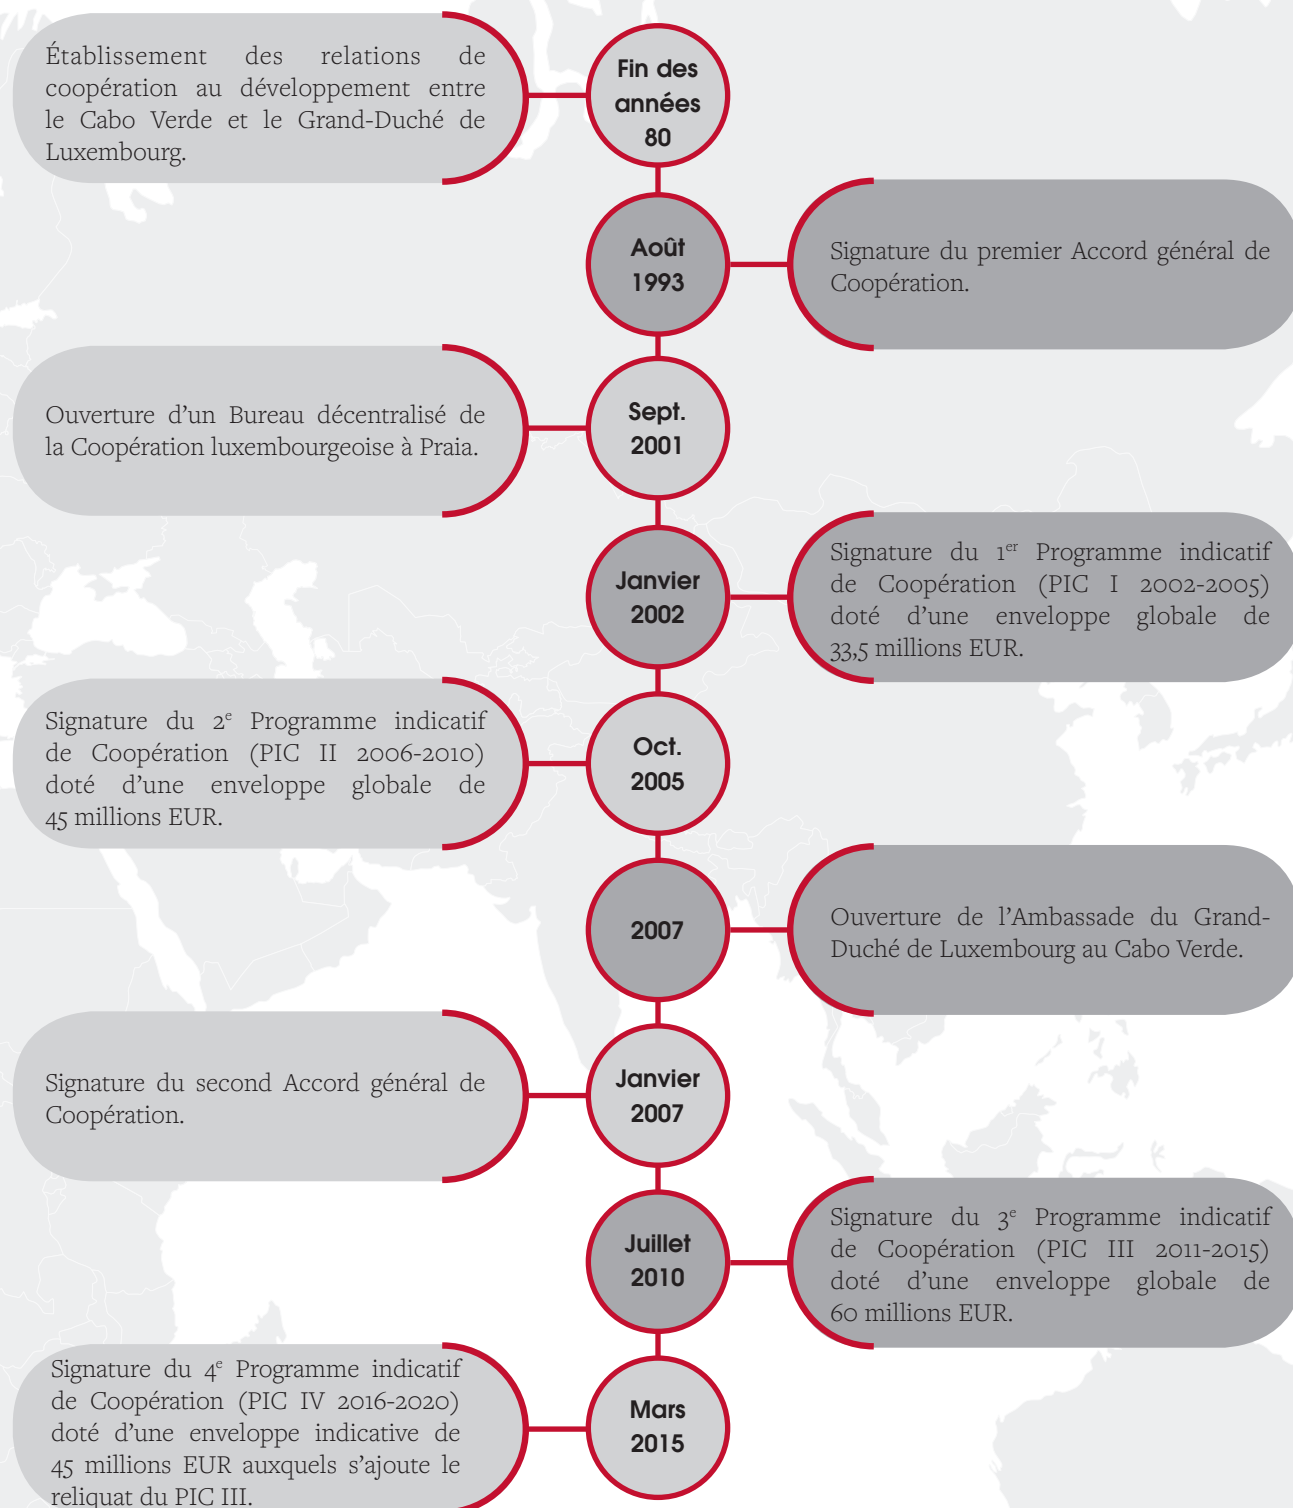 Établissement des relations de
coopération au développement entre
le Cabo Verde et le Grand-Duché de
Luxembourg.
Fin des
années
80
Août
1993
Signature du premier Accord général de
Coopération.
Ouverture d’un Bureau décentralisé de
la Coopération luxembourgeoise à Praia.
Sept.
2001
Janvier
2002
Signature du 1er Programme indicatif
de Coopération (PIC I 2002-2005)
doté d’une enveloppe globale de
33,5 millions EUR.
Signature du 2e Programme indicatif
de Coopération (PIC II 2006-2010)
doté d’une enveloppe globale de
45 millions EUR.
Oct.
2005
2007
Ouverture de l’Ambassade du Grand-
Duché de Luxembourg au Cabo Verde.
Signature du second Accord général de
Coopération.
Janvier
2007
Juillet
2010
Signature du 3e Programme indicatif
de Coopération (PIC III 2011-2015)
doté d’une enveloppe globale de
60 millions EUR.
Signature du 4e Programme indicatif
de Coopération (PIC IV 2016-2020)
doté d’une enveloppe indicative de
45 millions EUR auxquels s’ajoute le
reliquat du PIC III.
Mars
2015